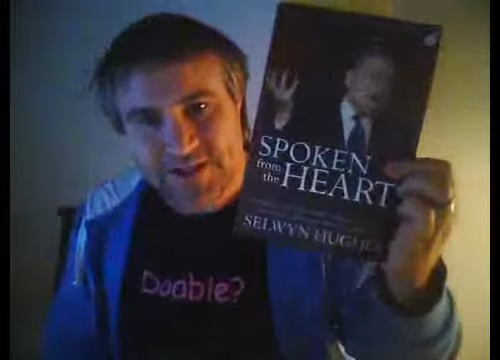 SPOKEN
from
the HEART
SELWYN HUGHES
Doable?